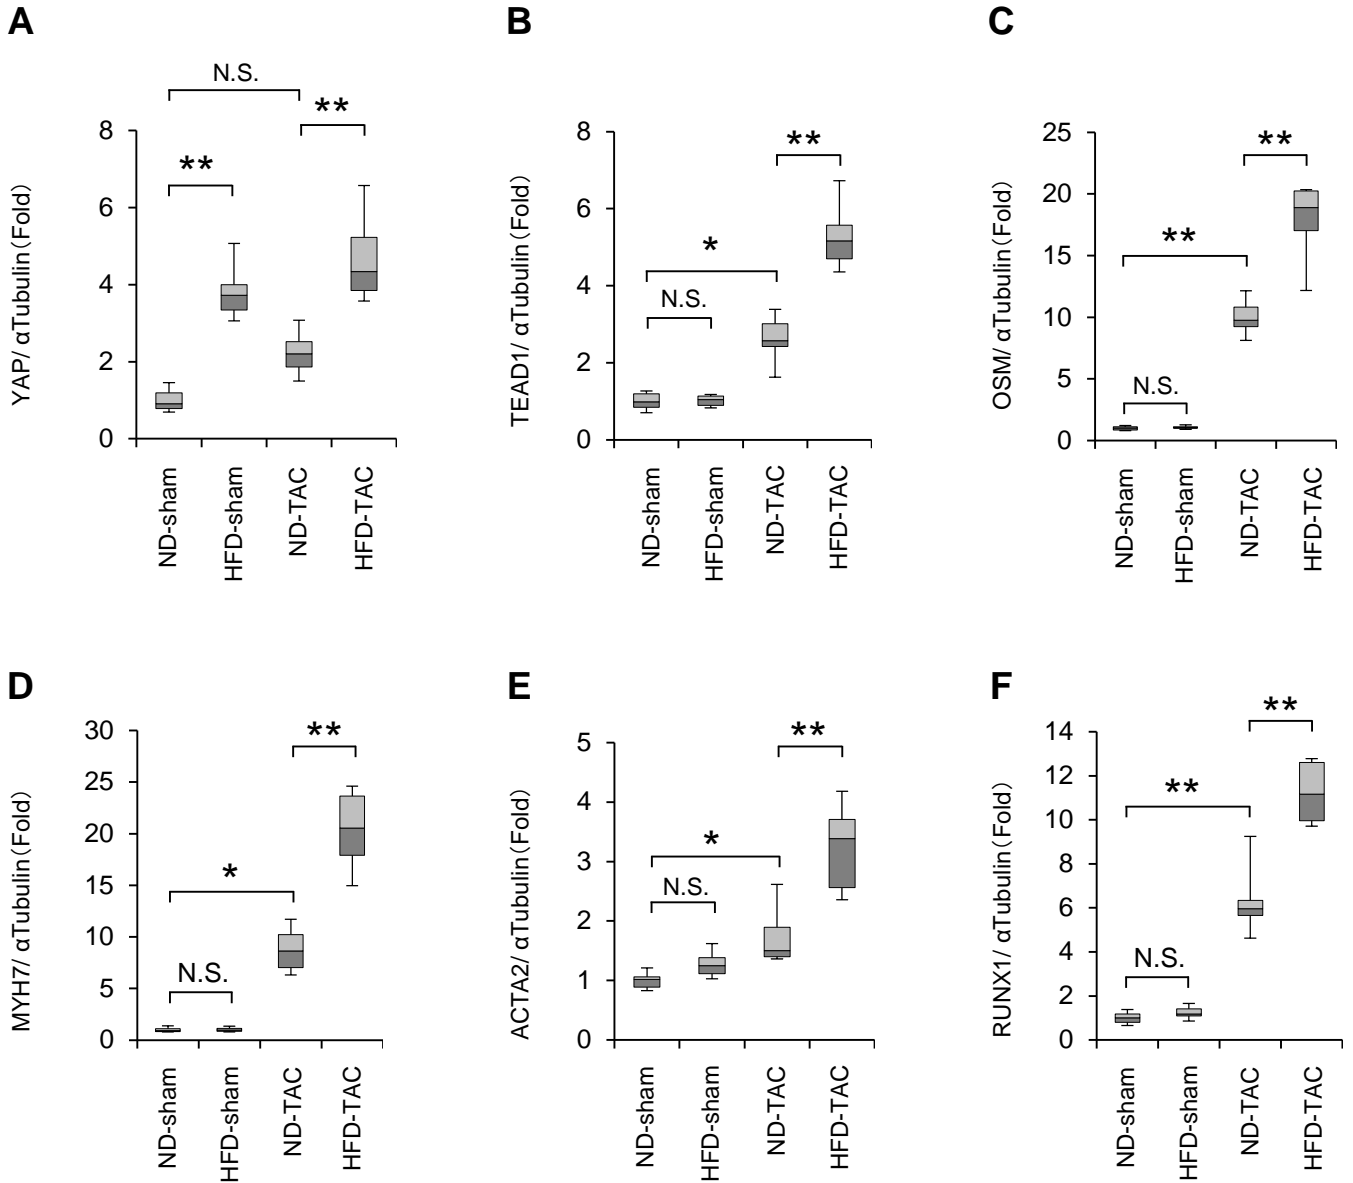 A
YAP/ αTubulin(Fold)
8
6
4
2
0
N.S.
**
**
ND-sham
HFD-sham
ND-TAC
HFD-TAC
B
TEAD1/ αTubulin(Fold)
8
6
4
2
0
**
*
N.S.
ND-sham
HFD-sham
ND-TAC
HFD-TAC
C
OSM/ αTubulin(Fold)
25
20
15
10
5
0
**
**
N.S.
ND-sham
HFD-sham
ND-TAC
HFD-TAC
D
MYH7/ αTubulin(Fold)
30
25
20
15
10
5
0
**
*
N.S.
ND-sham
HFD-sham
ND-TAC
HFD-TAC
E
ACTA2/ αTubulin(Fold)
5
4
3
2
1
0
**
*
N.S.
ND-sham
HFD-sham
ND-TAC
HFD-TAC
F
RUNX1/ αTubulin(Fold)
14
12
10
8
6
4
2
0
**
**
N.S.
ND-sham
HFD-sham
ND-TAC
HFD-TAC